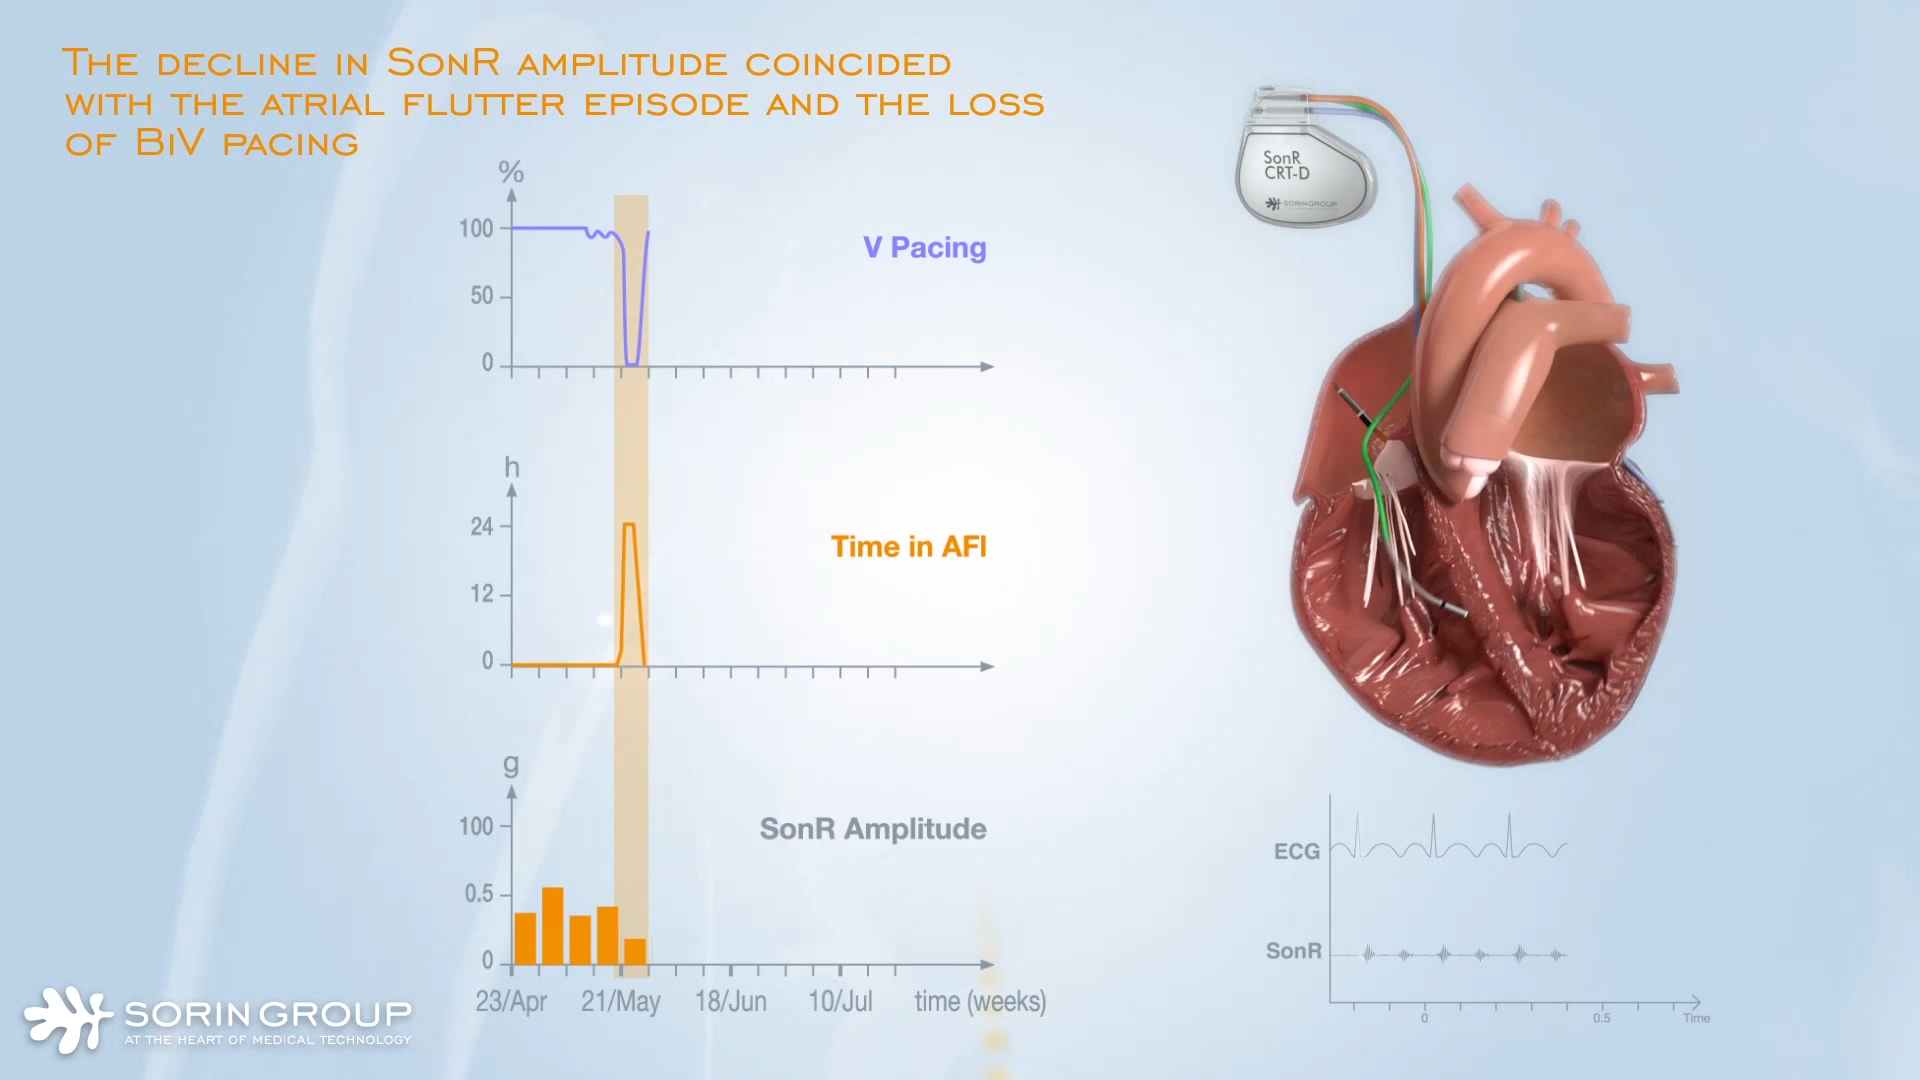 The decline in SonR amplitude coincided
with the atrial flutter episode and the loss
of BiV pacing
%
100
50
0
V Pacing
h
24
12
0
Time in AFl
g
100
0.5
0
SonR Amplitude
23/Apr
21/May
18/Jun
10/Jul
time (weeks)
SonR
CRT-D
SORIN GROUP
ECG
SonR
0
0.5
Time
SORIN GROUP
AT THE HEART OF MEDICAL TECHNOLOGY